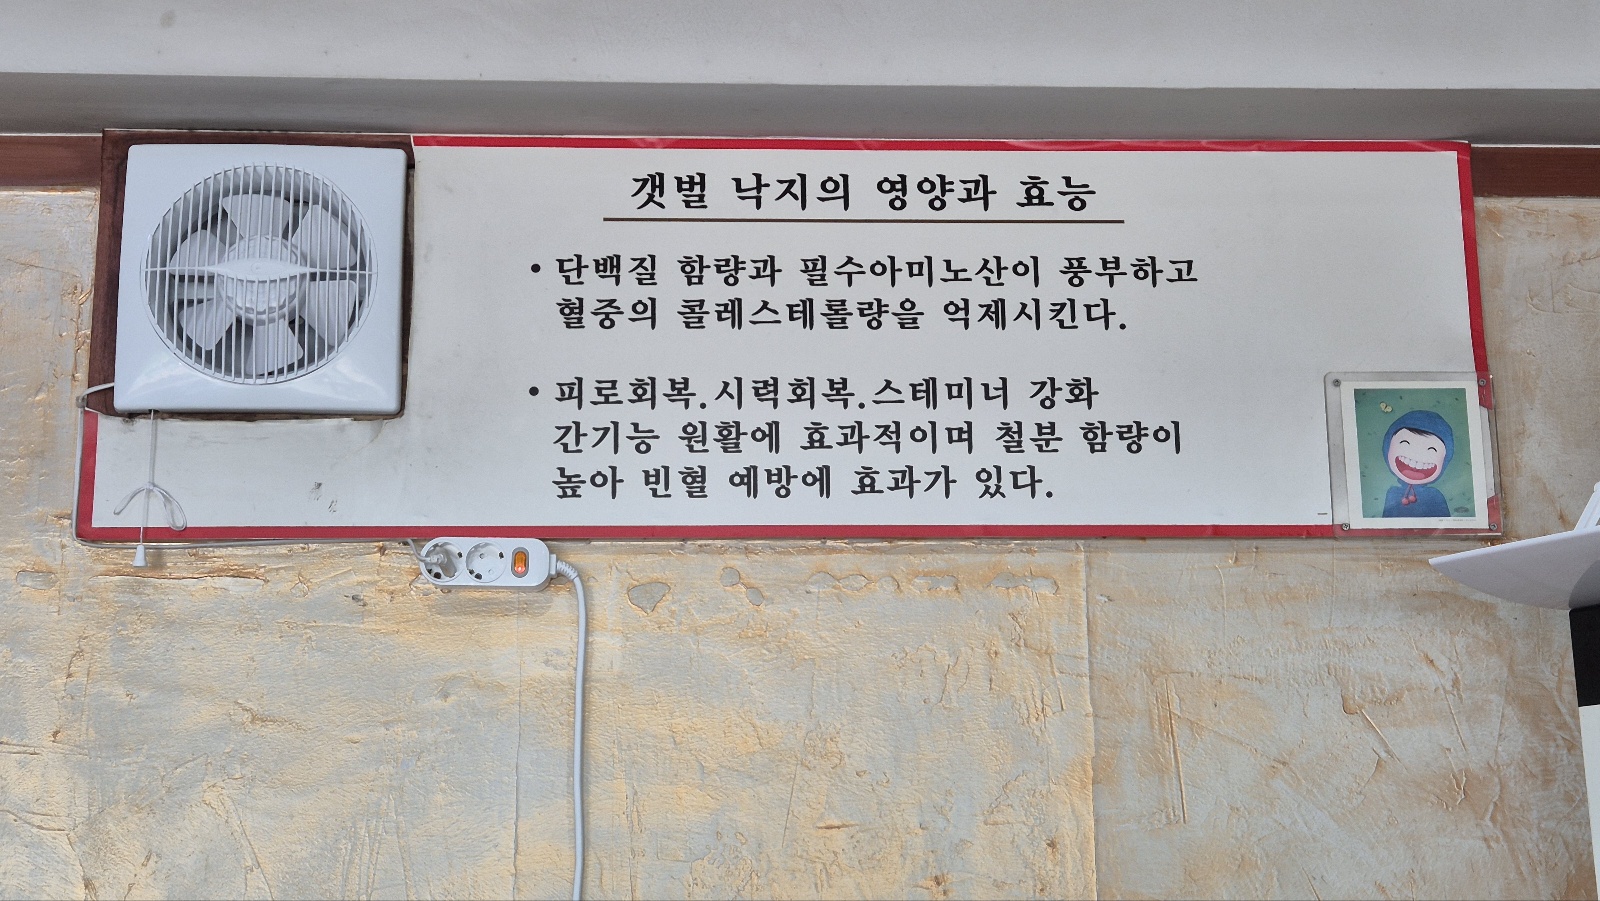 갯벌 낙지의 영양과 효능
• 단백질 함량과 필수아미노산이 풍부하고
혈중의 콜레스테롤량을 억제시킨다.
• 피로회복.시력회복.스테미너 강화
간기능 원활에 효과적이며 철분 함량이
높아 빈혈 예방에 효과가 있다.